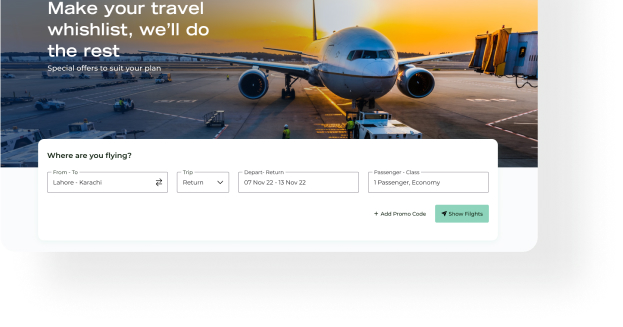 Make your travel
whishlist, we'll do
the rest
Special offers to suit your plan
Where are you flying?
From - To
Lahore - Karachi
Trip
Return
Depart- Return
07 Nov 22 - 13 Nov 22
Passenger - Class
1 Passenger, Economy
+ Add Promo Code
Show Flights